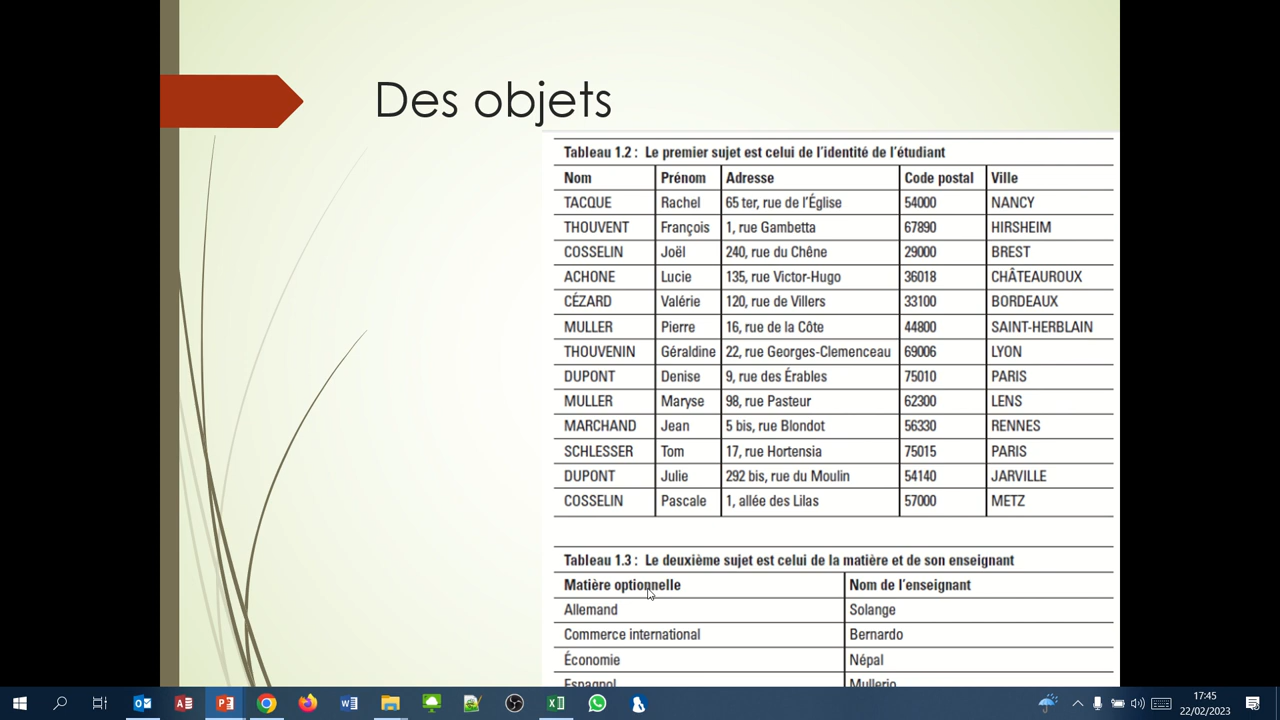 Des objets
Tableau 1.2 : Le premier sujet est celui de l'identité de l'étudiant
Nom Prénom Adresse Code postal Ville
TACQUE Rachel 65 ter, rue de l'Église 54000 NANCY
THOUVENT François 1, rue Gambetta 67890 HIRSHEIM
COSSELIN Joël 240, rue du Chêne 29000 BREST
ACHONE Lucie 135, rue Victor-Hugo 36018 CHÂTEAUROUX
CÉZARD Valérie 120, rue de Villers 33100 BORDEAUX
MULLER Pierre 16, rue de la Côte 44800 SAINT-HERBLAIN
THOUVENIN Géraldine 22, rue Georges-Clemenceau 69006 LYON
DUPONT Denise 9, rue des Érables 75010 PARIS
MULLER Maryse 98, rue Pasteur 62300 LENS
MARCHAND Jean 5 bis, rue Blondot 56330 RENNES
SCHLESSER Tom 17, rue Hortensia 75015 PARIS
DUPONT Julie 292 bis, rue du Moulin 54140 JARVILLE
COSSELIN Pascale 1, allée des Lilas 57000 METZ
Tableau 1.3 : Le deuxième sujet est celui de la matière et de son enseignant
Matière optionnelle Nom de l'enseignant
Allemand Solange
Commerce international Bernardo
Économie Népal
Espagnol Mullerio
17:45
22/02/2023